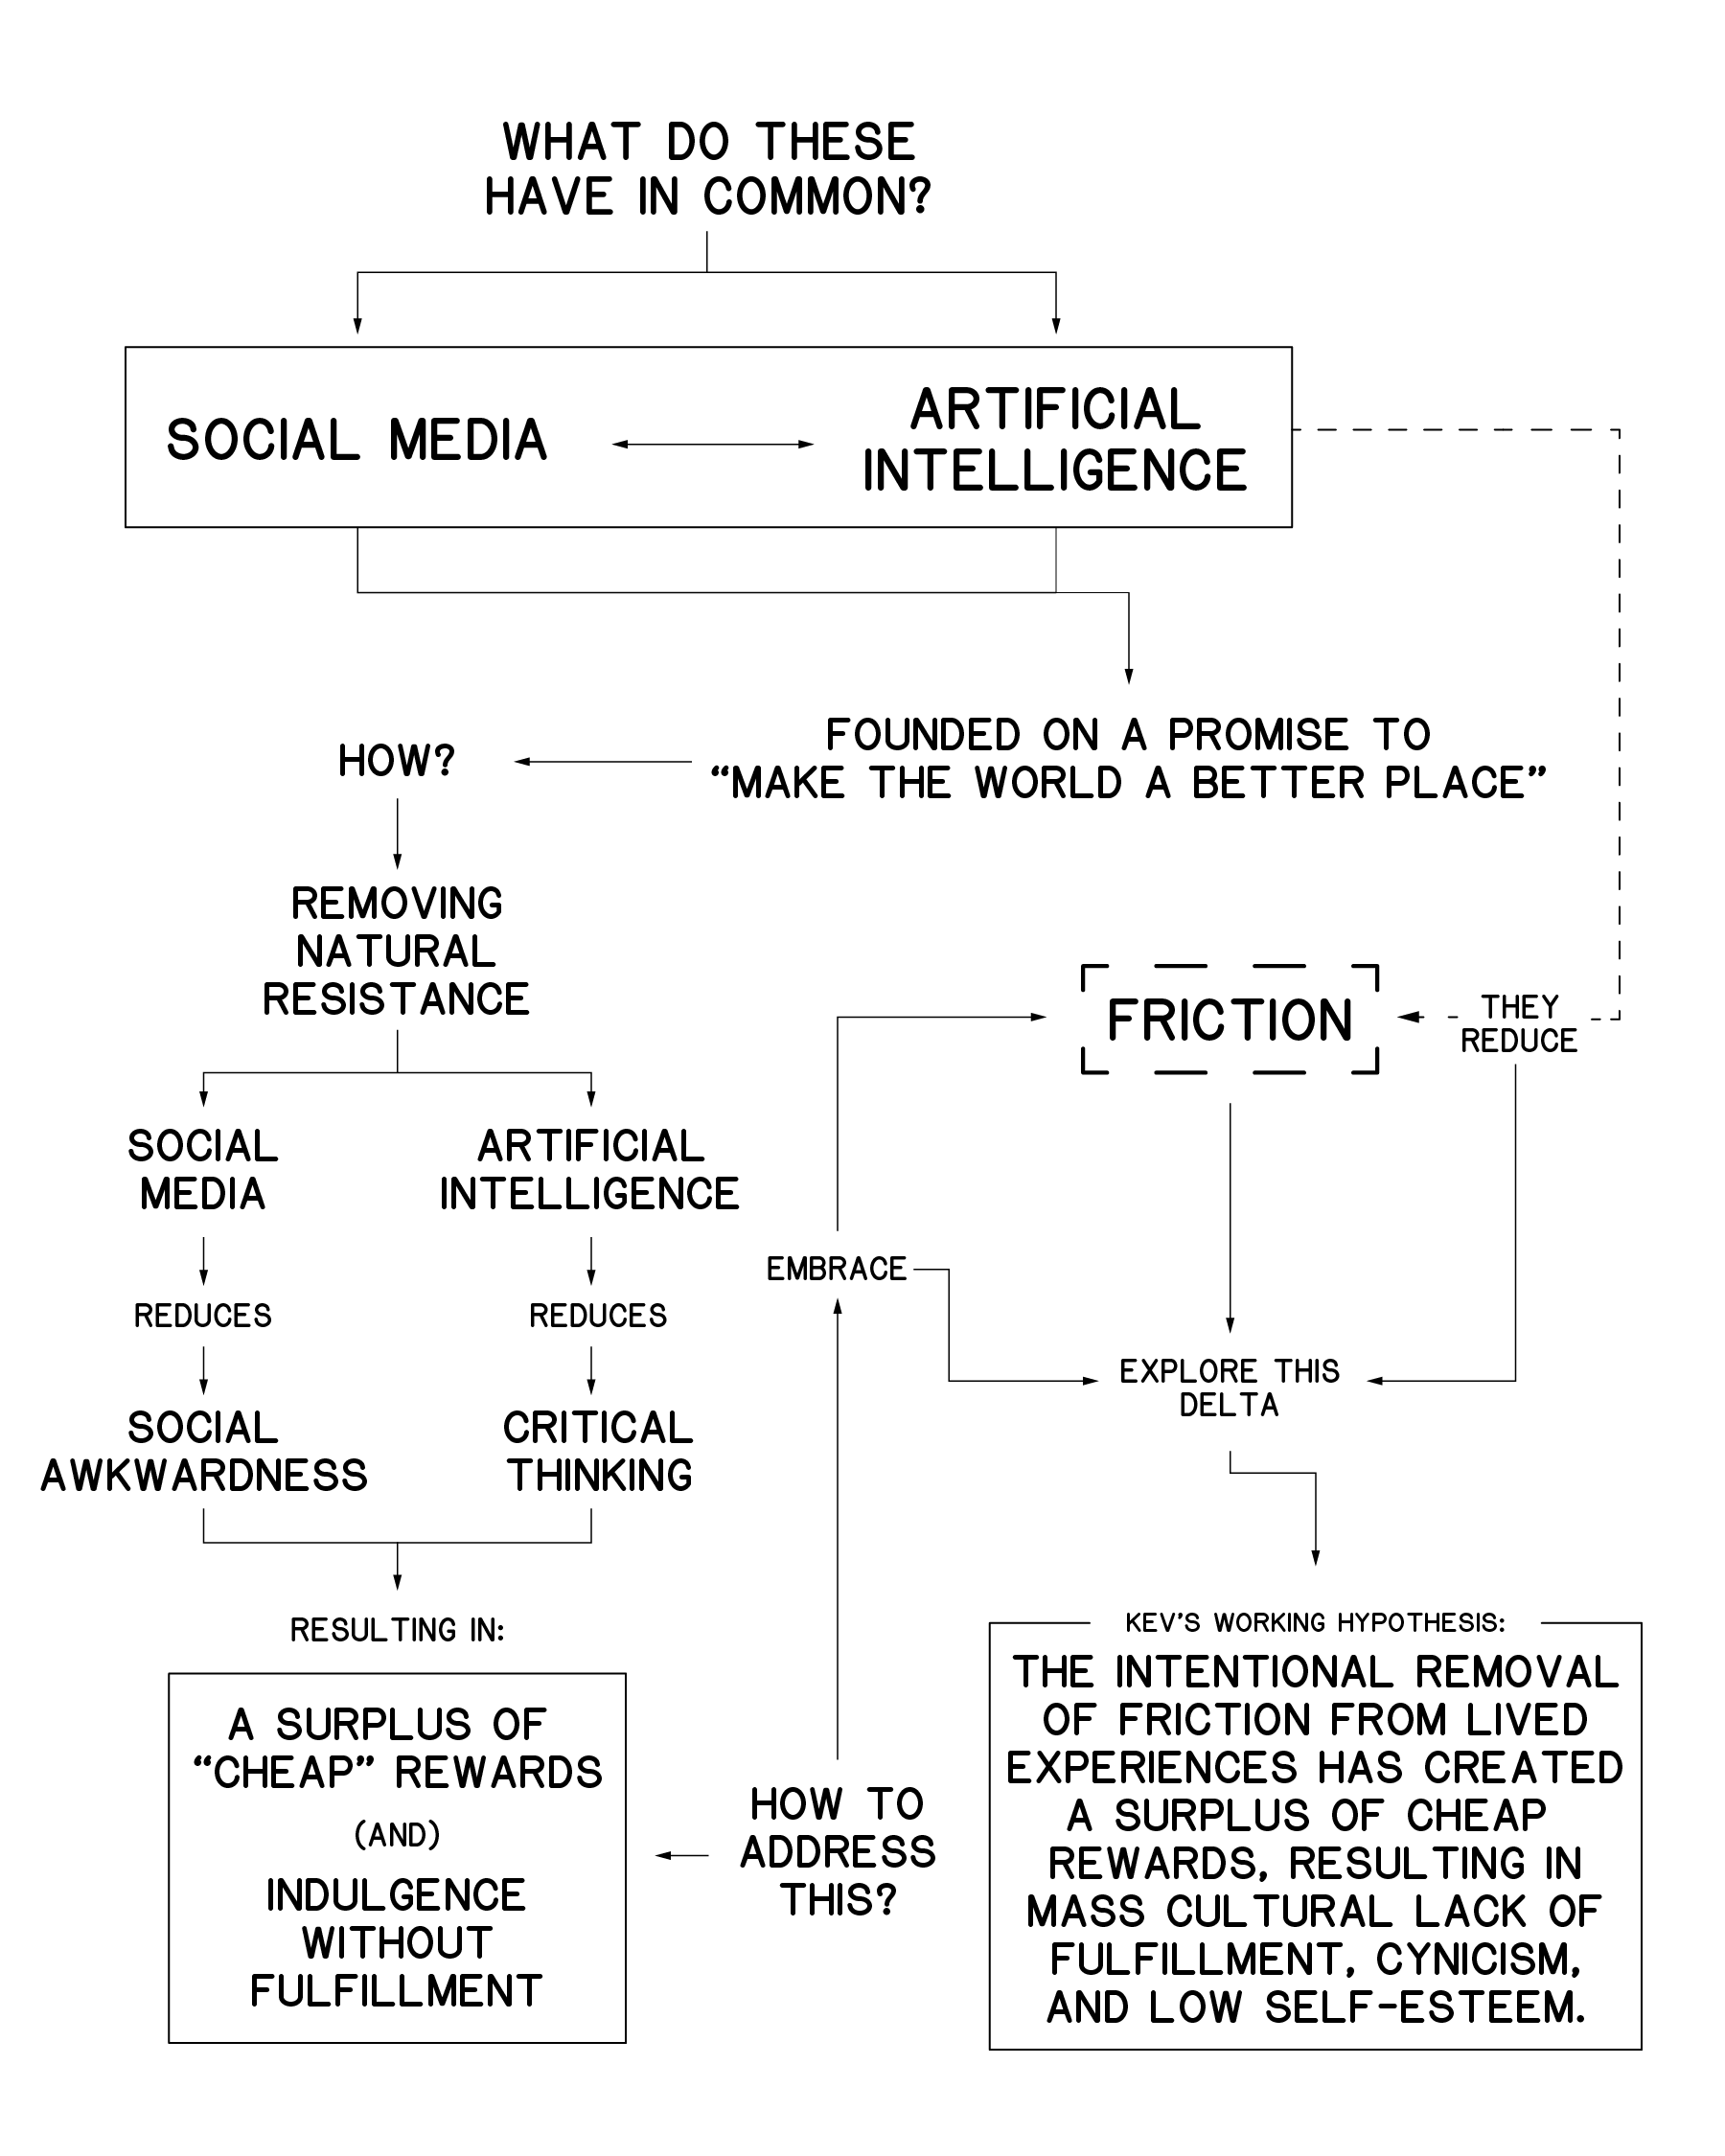 WHAT DO THESE
HAVE IN COMMON?
SOCIAL MEDIA
ARTIFICIAL
INTELLIGENCE
FOUNDED ON A PROMISE TO
“MAKE THE WORLD A BETTER PLACE”
HOW?
REMOVING
NATURAL
RESISTANCE
SOCIAL
MEDIA
REDUCES
SOCIAL
AWKWARDNESS
ARTIFICIAL
INTELLIGENCE
REDUCES
CRITICAL
THINKING
RESULTING IN:
A SURPLUS OF
“CHEAP” REWARDS
(AND)
INDULGENCE
WITHOUT
FULFILLMENT
HOW TO
ADDRESS
THIS?
EMBRACE
FRICTION
THEY
REDUCE
EXPLORE THIS
DELTA
KEV’S WORKING HYPOTHESIS:
THE INTENTIONAL REMOVAL
OF FRICTION FROM LIVED
EXPERIENCES HAS CREATED
A SURPLUS OF CHEAP
REWARDS, RESULTING IN
MASS CULTURAL LACK OF
FULFILLMENT, CYNICISM,
AND LOW SELF-ESTEEM.